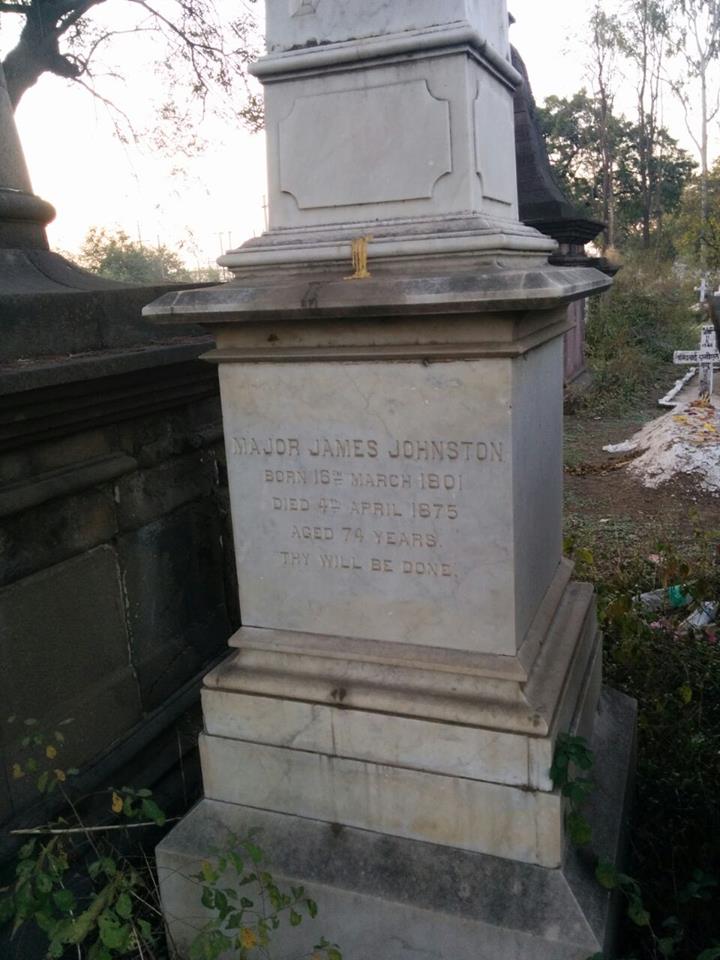 MAJOR JAMES JOHNSTON
BORN 16TH MARCH 1801
DIED 4TH APRIL 1875
AGED 74 YEARS.
THY WILL BE DONE.